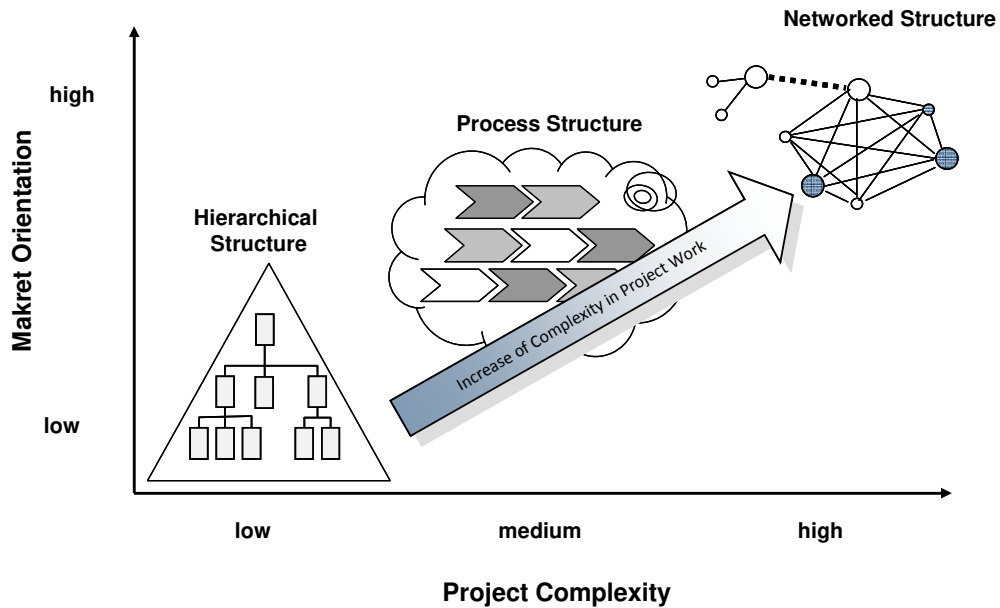 Networked Structure
high
Process Structure
Hierarchical
Structure
Makret Orientation
Increase of Complexity in Project Work
low
low
medium
high
Project Complexity